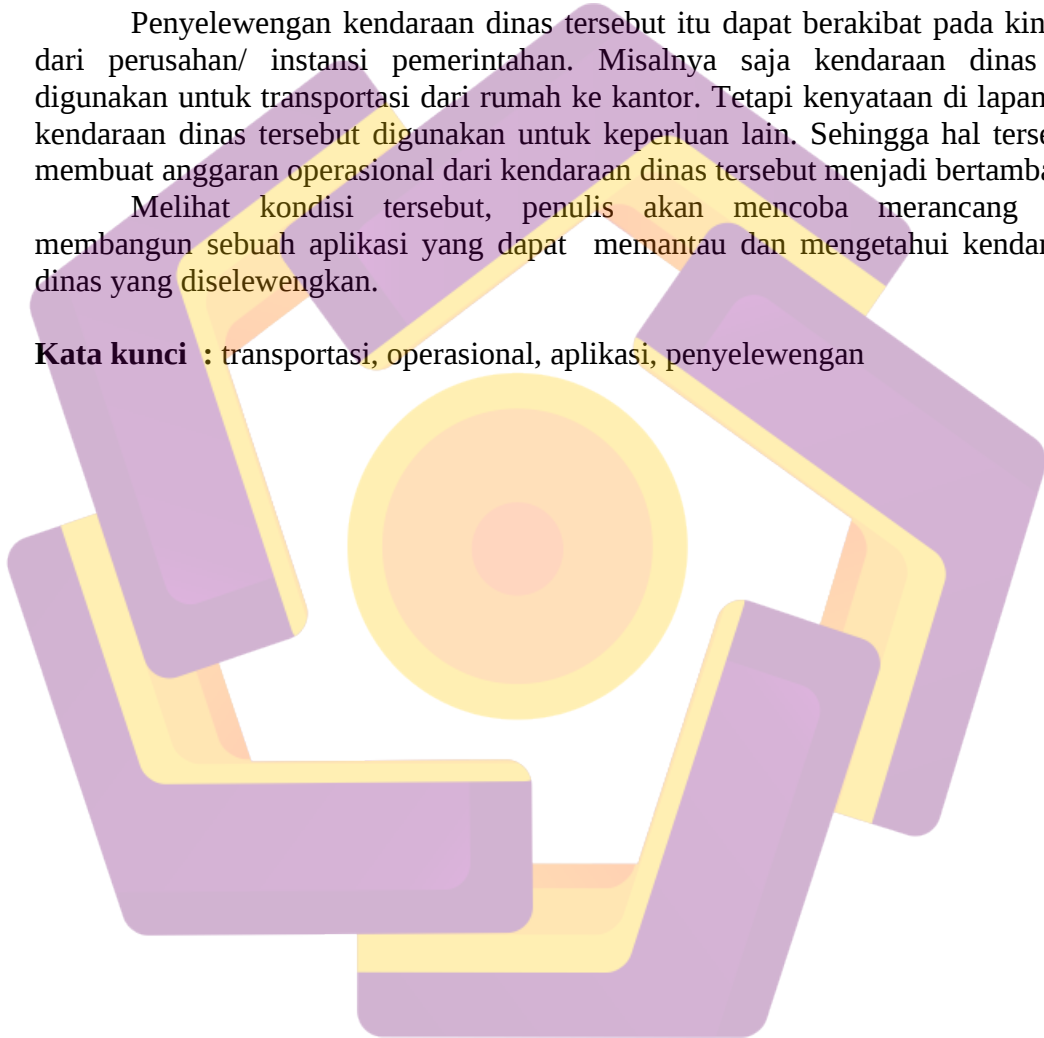 Penyelewengan kendaraan dinas tersebut itu dapat berakibat pada kin
dari perusahan/ instansi pemerintahan. Misalnya saja kendaraan dinas
digunakan untuk transportasi dari rumah ke kantor. Tetapi kenyataan di lapan
kendaraan dinas tersebut digunakan untuk keperluan lain. Sehingga hal terse
membuat anggaran operasional dari kendaraan dinas tersebut menjadi bertamba
Melihat kondisi tersebut, penulis akan mencoba merancang
membangun sebuah aplikasi yang dapat memantau dan mengetahui kendar
dinas yang diselewengkan.
Kata kunci : transportasi, operasional, aplikasi, penyelewengan